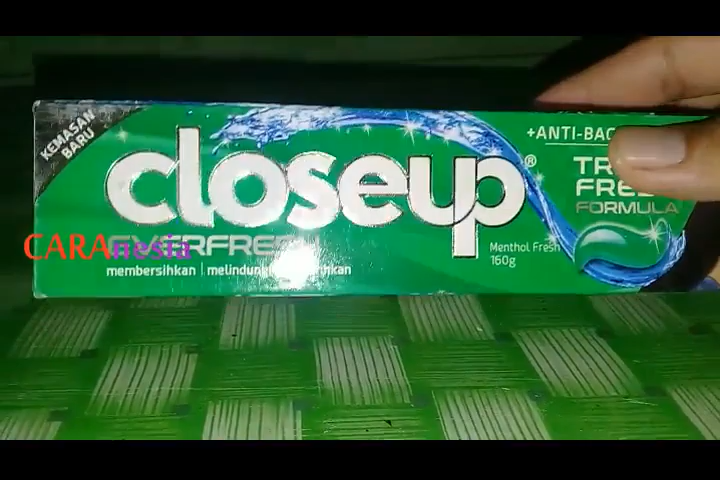 KEMASAN
BARU
closeup®
+ANTI-BAC
TR
FRE
FORMULA
EVERFRESH
CARAnesia
Menthol Fresh
160g
membersihkan | melindungi